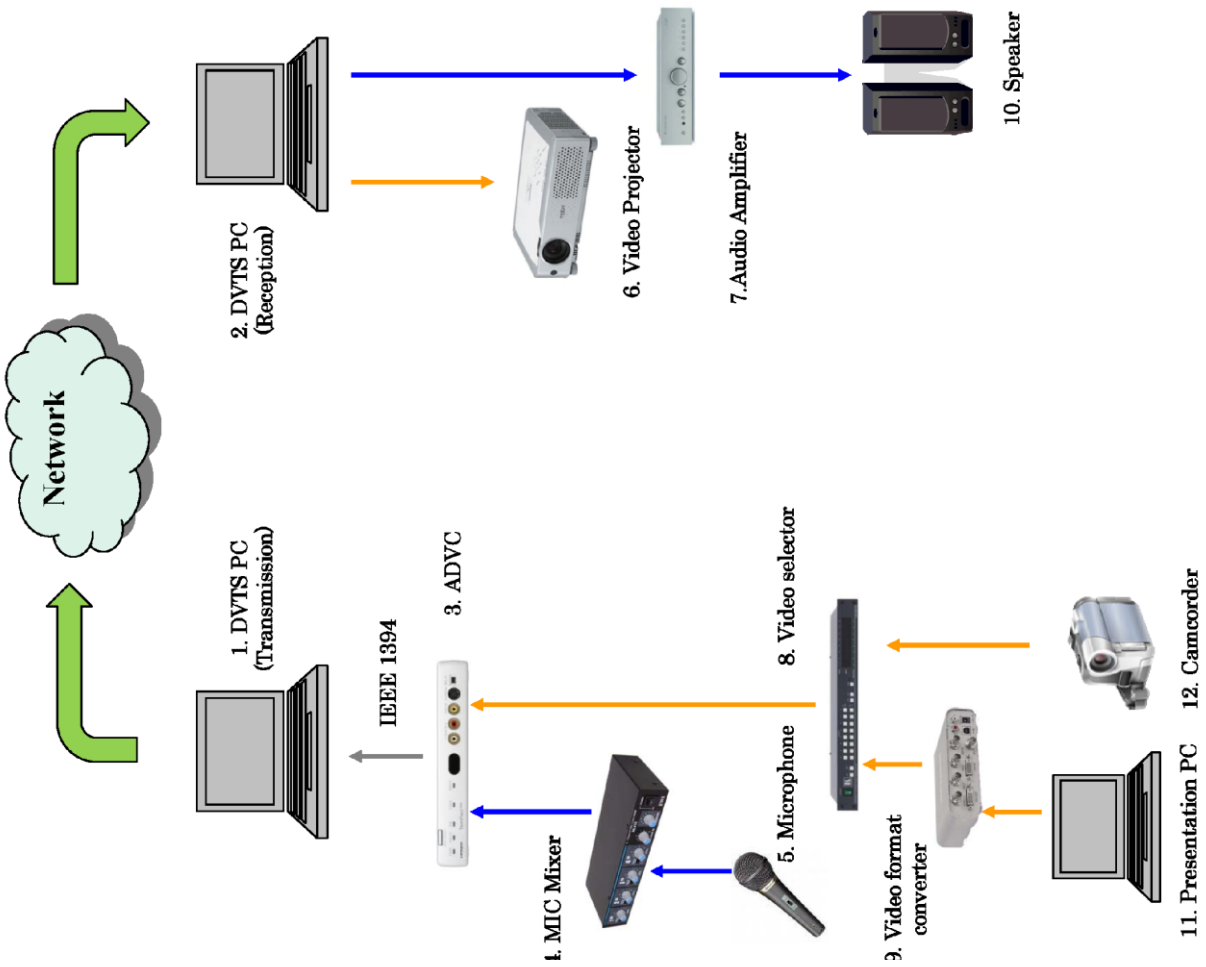 Network
1. DVTS PC
(Transmission)
2. DVTS PC
(Reception)
IEEE 1394
3. ADVC
4. MIC Mixer
5. Microphone
6. Video Projector
7.Audio Amplifier
8. Video selector
9. Video format
converter
10. Speaker
11. Presentation PC
12. Camcorder